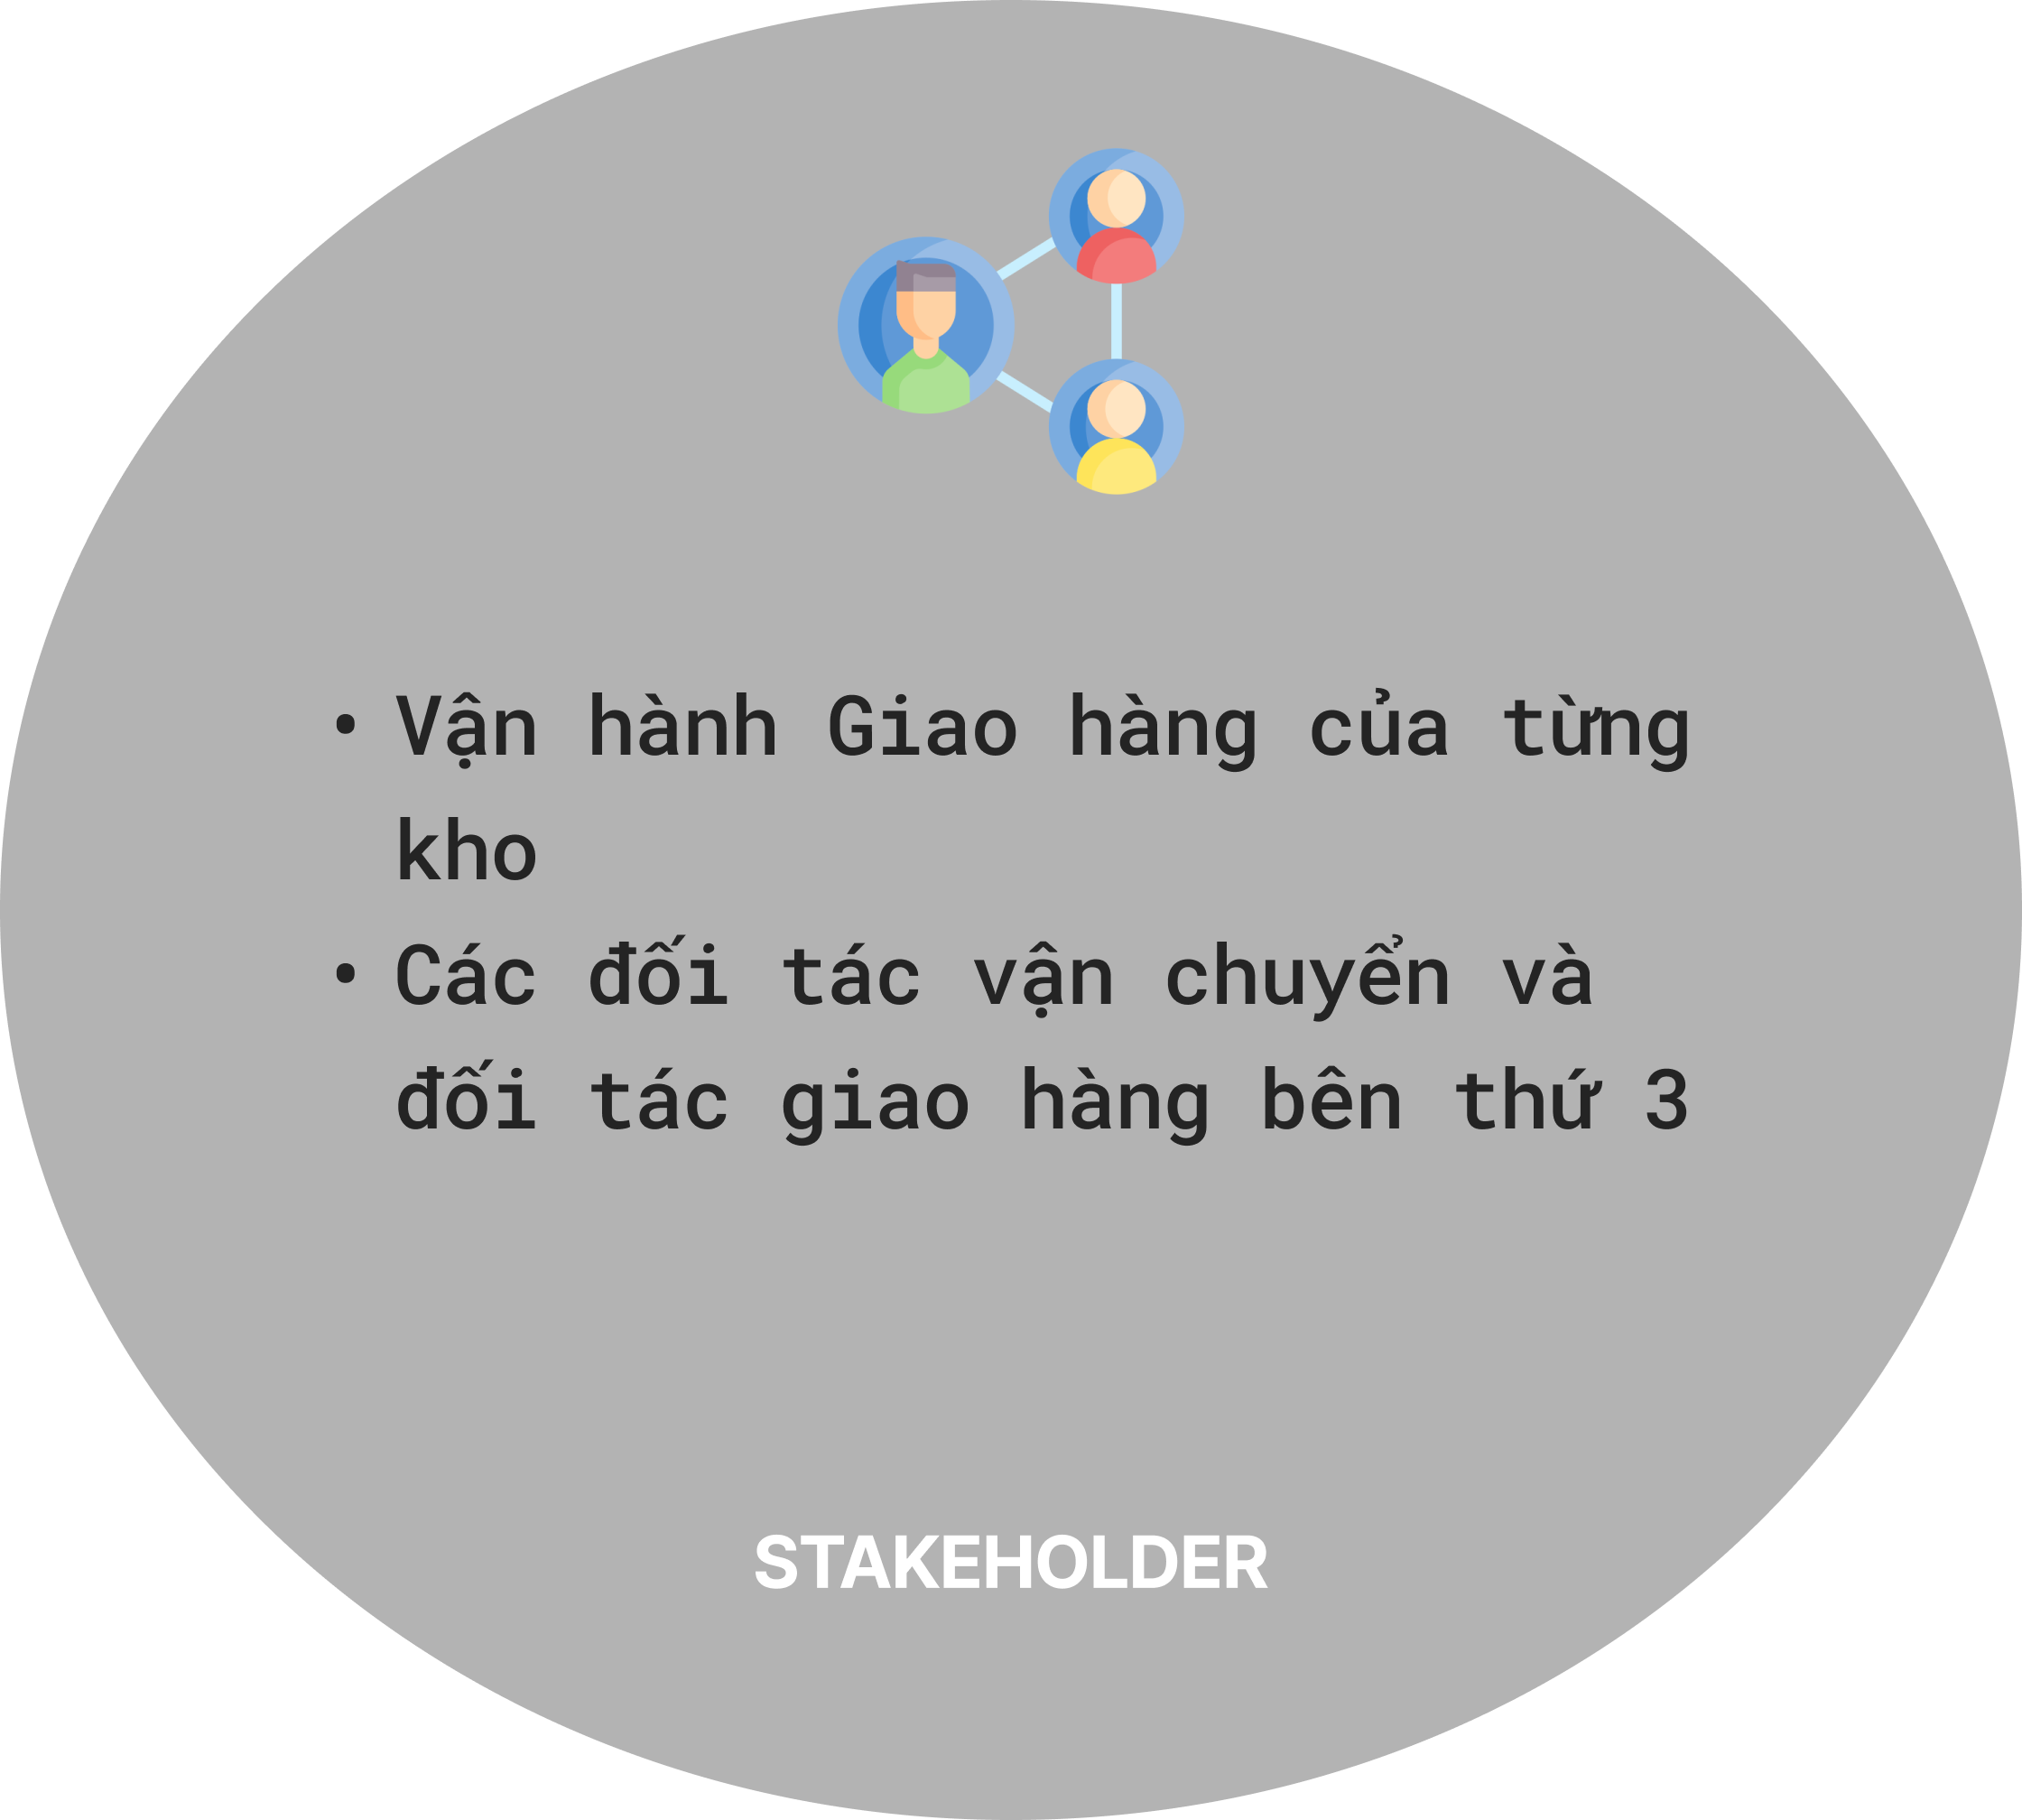 • Vận hành Giao hàng của từng
kho
• Các đối tác vận chuyển và
đối tác giao hàng bên thứ 3
STAKEHOLDER